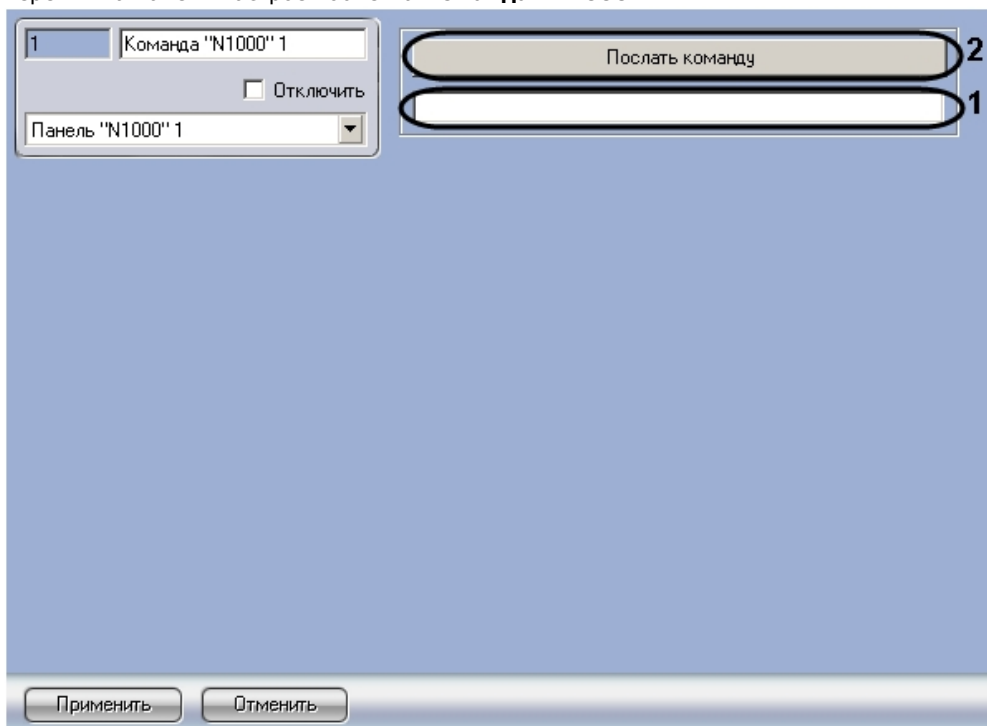 1 Команда "N1000" 1
Отключить
Панель "N1000" 1
Послать команду 2
1
Применить Отменить